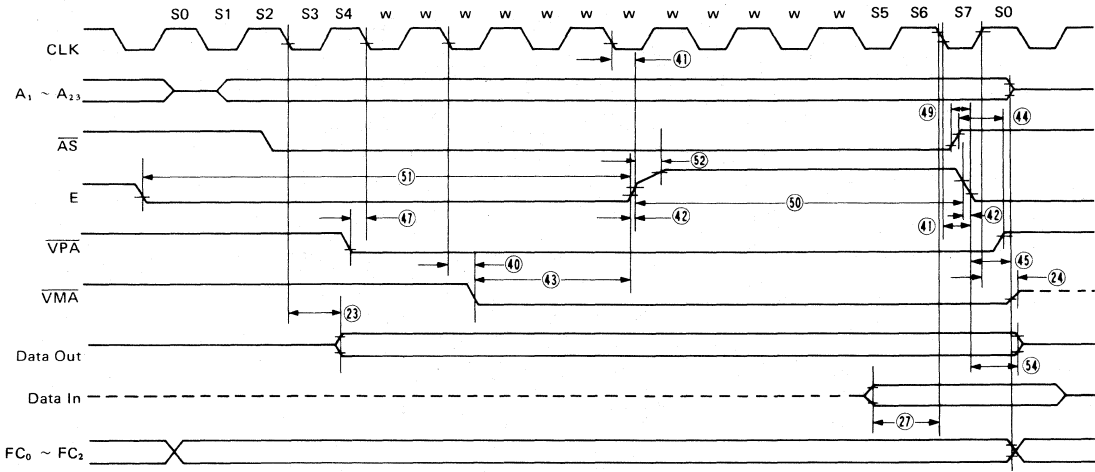 S0 S1 S2 S3 S4 w w w w w w w w w w w w S5 S6 S7 S0
CLK
㊶
A₁ ~ A₂₃
㊾ ㊹
AS
52
E 51
50
㊼ ㊷ ㊶ ㊷
VPA
㊵ ㊸ ㊺
VMA ㉔
㉓
Data Out
54
Data In
㉗
FC₀ ~ FC₂